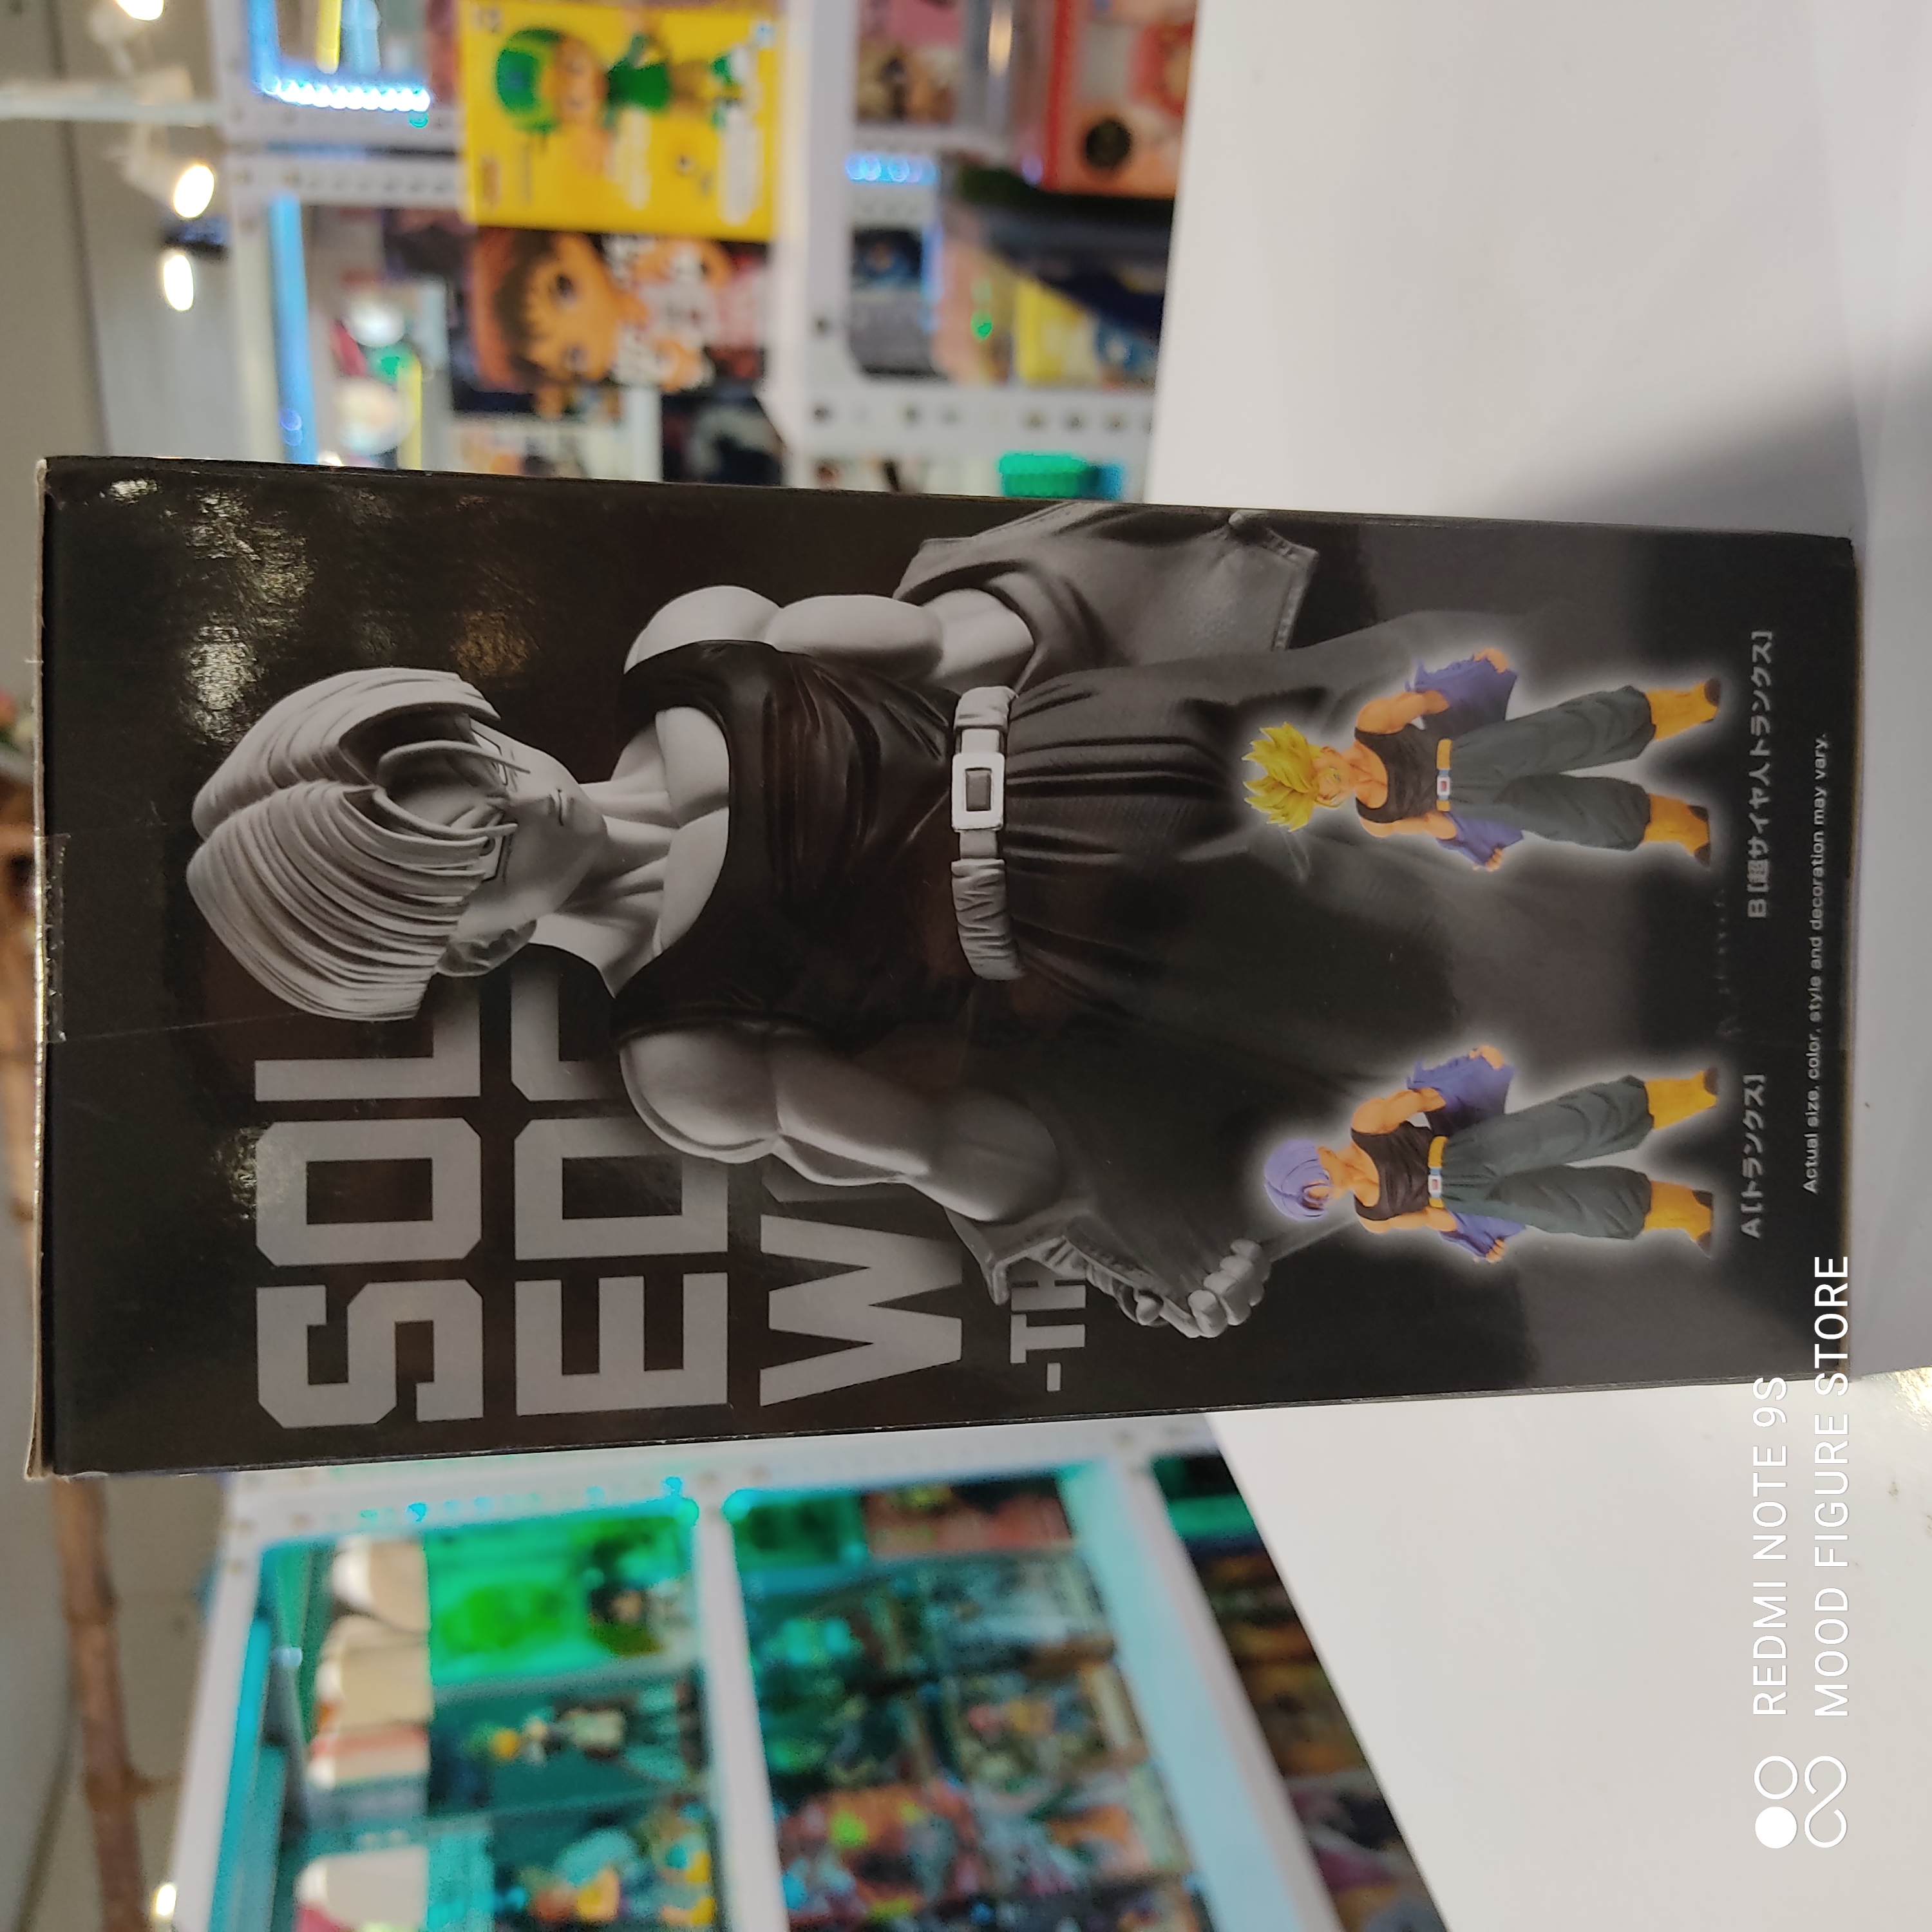 SOL
ED
W
-TH
A [トランクス]
B [超サイヤ人トランクス]
Actual size, color, style and decoration may vary.
REDMI NOTE 9S
MOOD FIGURE STORE